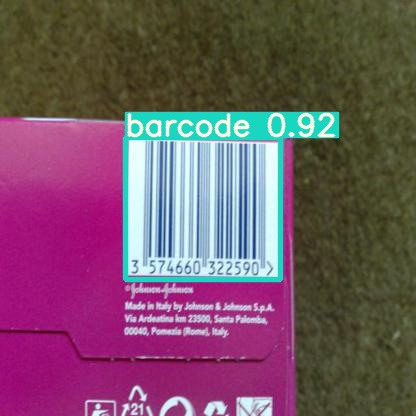 barcode 0.92
3 574660 322590 >
©Johnson+Johnson
Made in Italy by Johnson & Johnson S.p.A.
Via Ardeatina km 23500, Santa Palomba,
00040, Pomezia (Rome), Italy.
21